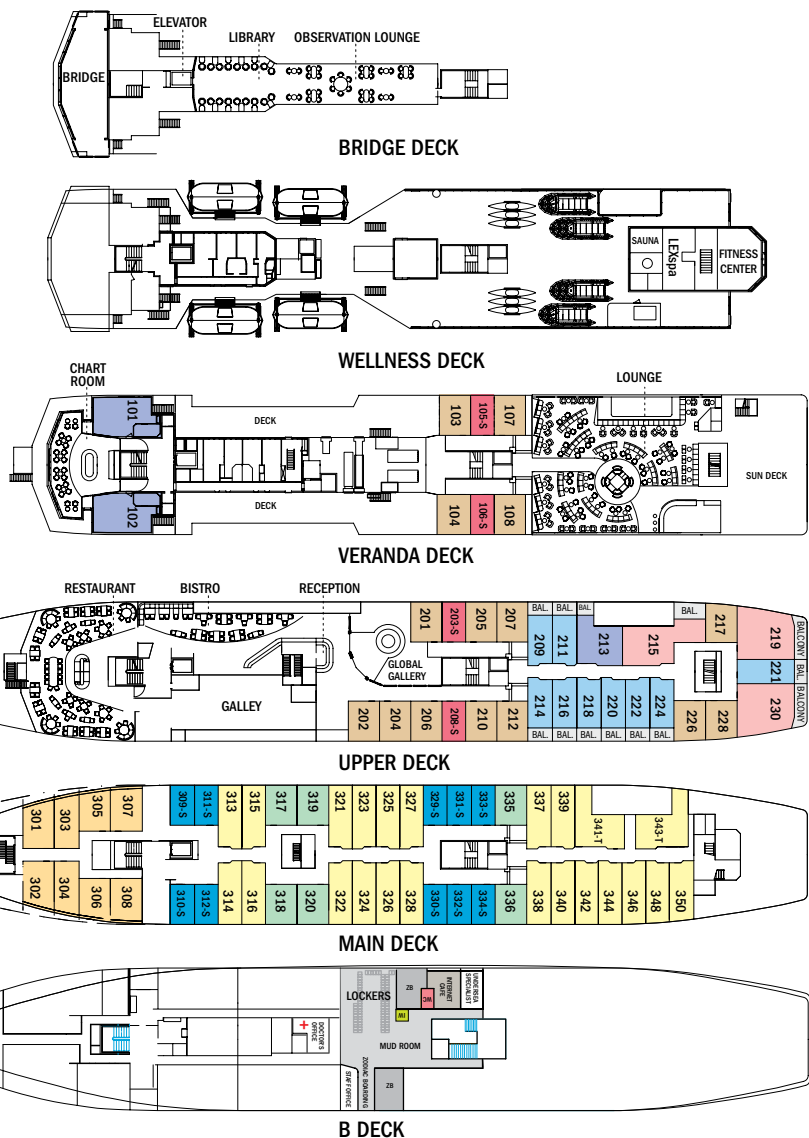 ELEVATOR
LIBRARY
OBSERVATION LOUNGE
BRIDGE
BRIDGE DECK
SAUNA
LEXspa
FITNESS
CENTER
WELLNESS DECK
CHART
ROOM
LOUNGE
101
DECK
103
105-S
107
SUN DECK
102
DECK
104
106-S
108
VERANDA DECK
RESTAURANT
BISTRO
RECEPTION
201
203-S
205
207
BAL.
BAL.
BAL.
BAL.
209
211
213
215
217
219
BALCONY
GLOBAL
GALLERY
221
BAL.
GALLEY
202
204
206
208-S
210
212
214
216
218
220
222
224
226
228
230
BALCONY
BAL.
BAL.
BAL.
BAL.
BAL.
BAL.
UPPER DECK
301
303
305
307
309-S
311-S
313
315
317
319
321
323
325
327
329-S
331-S
333-S
335
337
339
341-T
343-T
302
304
306
308
310-S
312-S
314
316
318
320
322
324
326
328
330-S
332-S
334-S
336
338
340
342
344
346
348
350
MAIN DECK
LOCKERS
ZB
WC
INTERNET
CAFE
UNDERSEA
SPECIALIST
IM
DOCTOR'S
OFFICE
MUD ROOM
STAFF OFFICE
ZODIAC BOARDING
ZB
B DECK